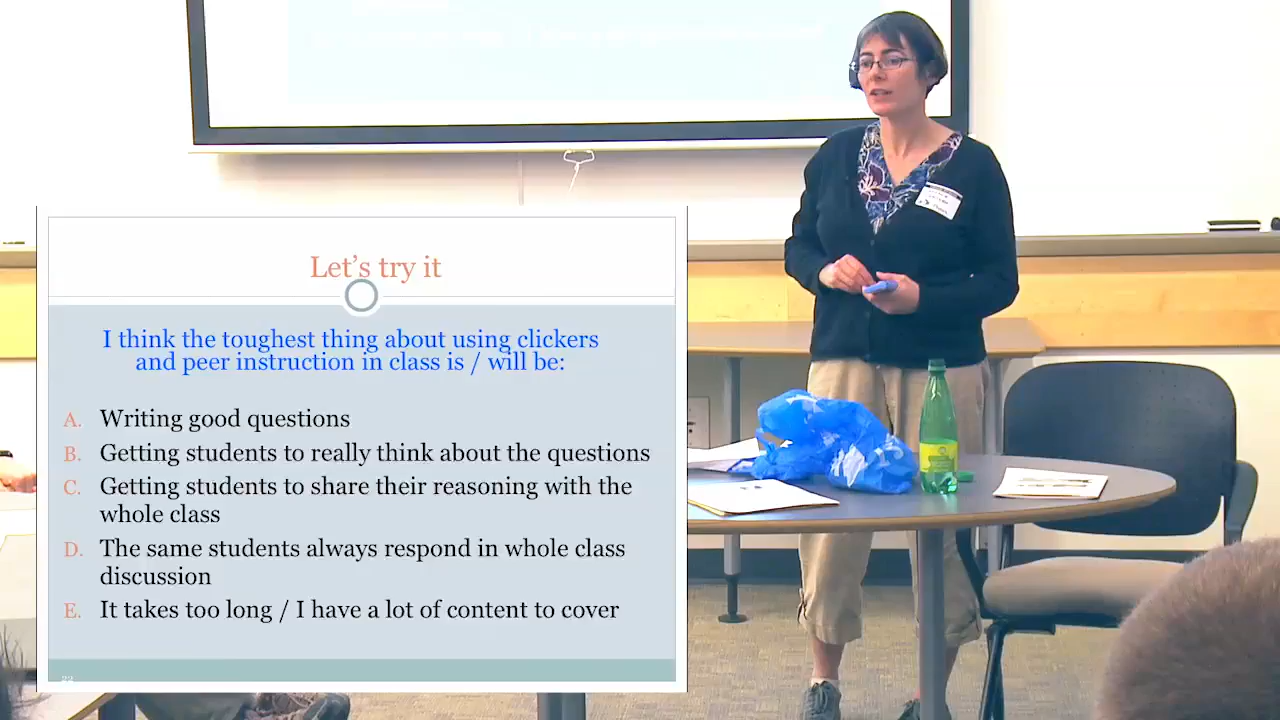 Let's try it
I think the toughest thing about using clickers
and peer instruction in class is / will be:
A. Writing good questions
B. Getting students to really think about the questions
C. Getting students to share their reasoning with the
whole class
D. The same students always respond in whole class
discussion
E. It takes too long / I have a lot of content to cover
22